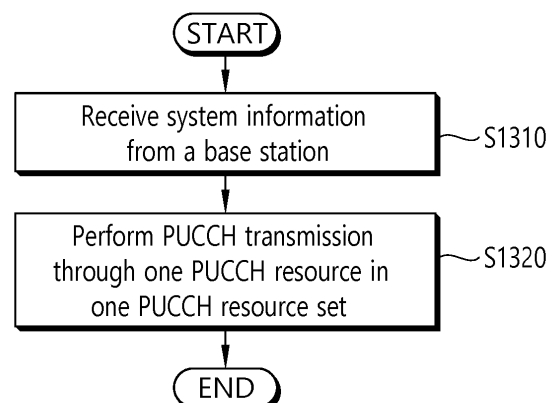 START
Receive system information
from a base station
S1310
Perform PUCCH transmission
through one PUCCH resource in
one PUCCH resource set
S1320
END